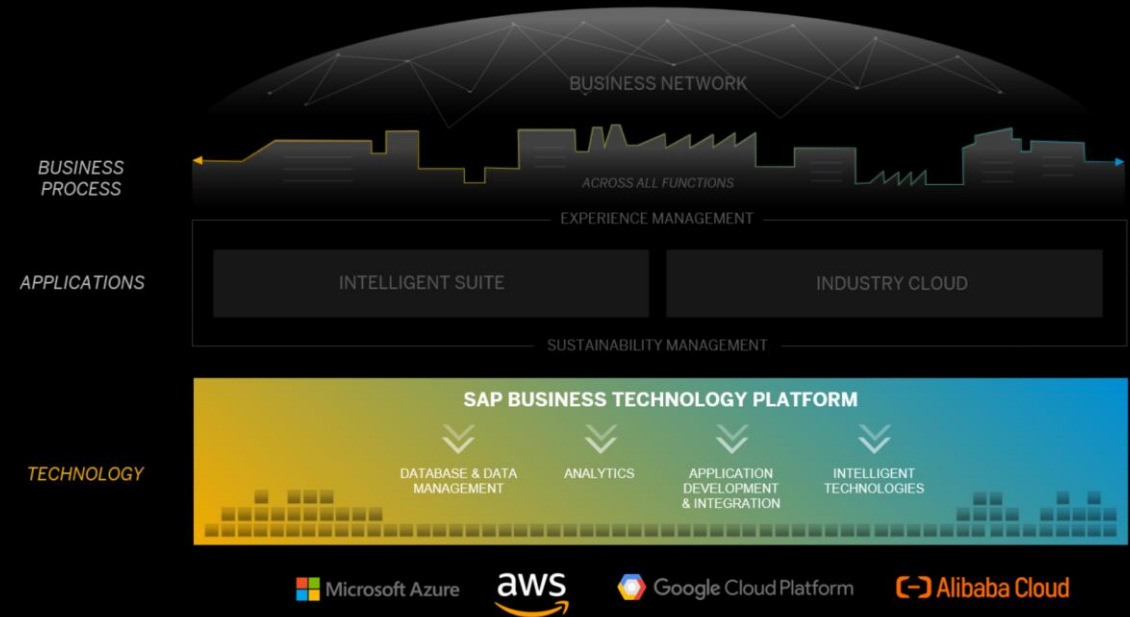 BUSINESS NETWORK
BUSINESS
PROCESS
ACROSS ALL FUNCTIONS
EXPERIENCE MANAGEMENT
APPLICATIONS
INTELLIGENT SUITE
INDUSTRY CLOUD
SUSTAINABILITY MANAGEMENT
SAP BUSINESS TECHNOLOGY PLATFORM
TECHNOLOGY
DATABASE & DATA
MANAGEMENT
ANALYTICS
APPLICATION
DEVELOPMENT
& INTEGRATION
INTELLIGENT
TECHNOLOGIES
Microsoft Azure
aws
Google Cloud Platform
Alibaba Cloud